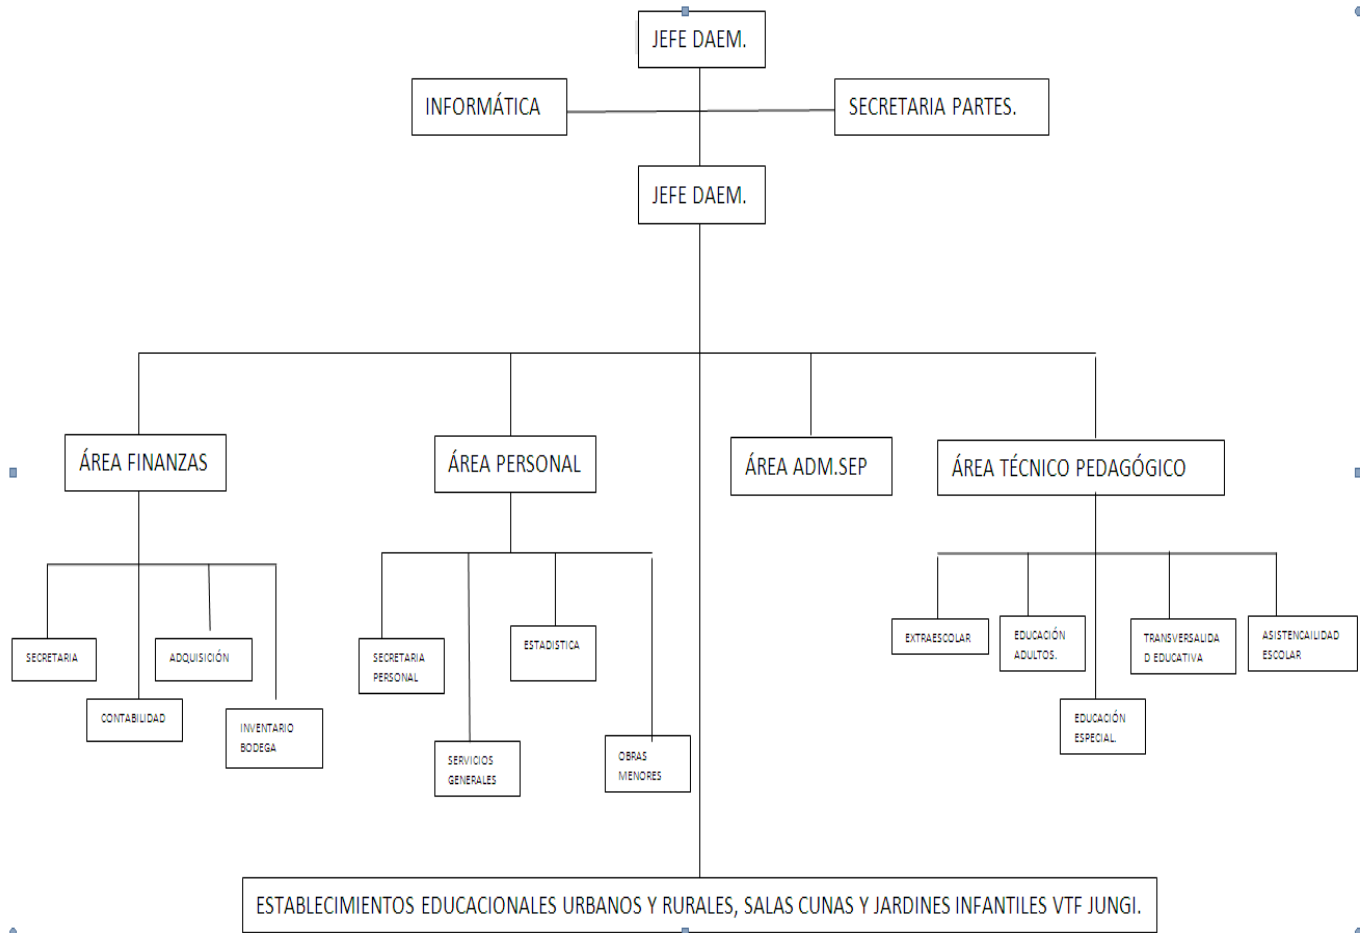 JEFE DAEM.
INFORMÁTICA
SECRETARIA PARTES.
JEFE DAEM.
ÁREA FINANZAS
ÁREA PERSONAL
ÁREA ADM.SEP
ÁREA TÉCNICO PEDAGÓGICO
SECRETARIA
CONTABILIDAD
ADQUISICIÓN
INVENTARIO
BODEGA
SECRETARIA
PERSONAL
SERVICIOS
GENERALES
ESTADISTICA
OBRAS
MENORES
EXTRAESCOLAR
EDUCACIÓN
ADULTOS.
EDUCACIÓN
ESPECIAL.
TRANSVERSALIDA
D EDUCATIVA
ASISTENCAILIDAD
ESCOLAR
ESTABLECIMIENTOS EDUCACIONALES URBANOS Y RURALES, SALAS CUNAS Y JARDINES INFANTILES VTF JUNGI.